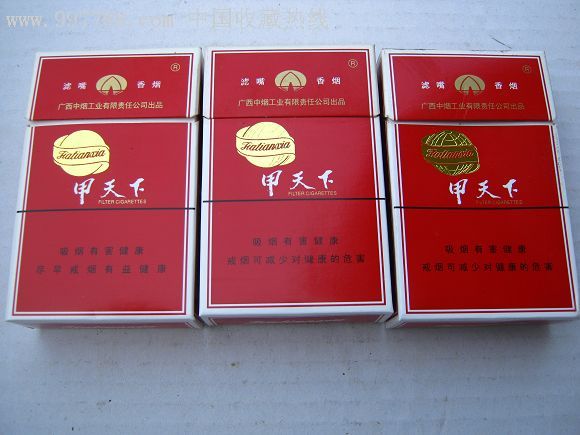 www.997788.com 中国收藏热线
滤嘴 香烟 ®
广西中烟工业有限责任公司出品
Jiatianxia
甲天下
FILTER CIGARETTES
吸烟有害健康
尽早戒烟有益健康
滤嘴 香烟 ®
广西中烟工业有限责任公司出品
Jiatianxia
甲天下
FILTER CIGARETTES
吸烟有害健康
戒烟可减少对健康的危害
滤嘴 香烟 ®
广西中烟工业有限责任公司出品
Jiatianxia
甲天下
FILTER CIGARETTES
吸烟有害健康
戒烟可减少对健康的危害